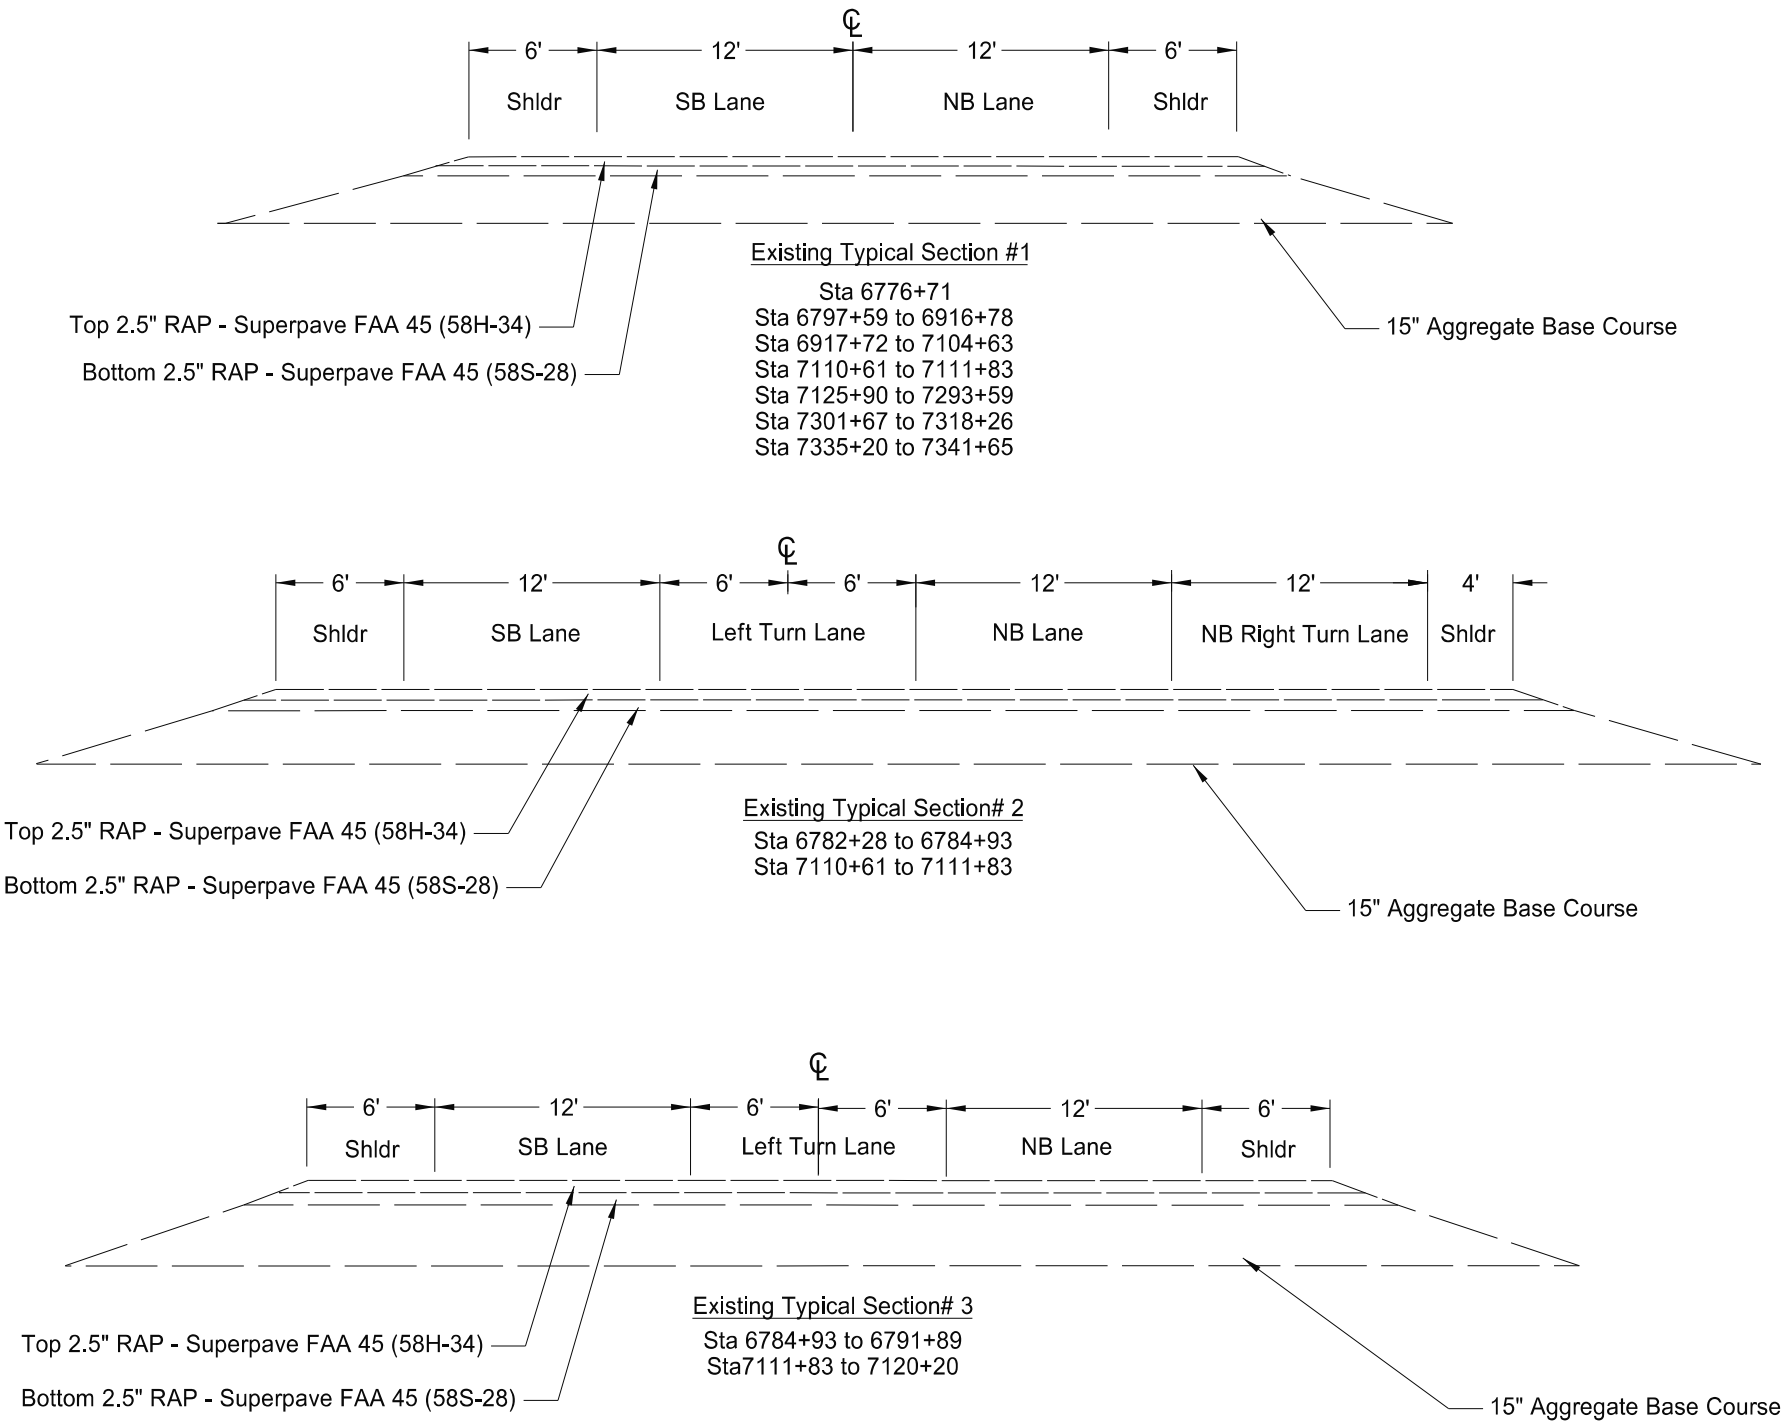 ℄
6' 12' 12' 6'
Shldr SB Lane NB Lane Shldr
Existing Typical Section #1
Sta 6776+71
Sta 6797+59 to 6916+78
Sta 6917+72 to 7104+63
Sta 7110+61 to 7111+83
Sta 7125+90 to 7293+59
Sta 7301+67 to 7318+26
Sta 7335+20 to 7341+65
Top 2.5" RAP - Superpave FAA 45 (58H-34)
Bottom 2.5" RAP - Superpave FAA 45 (58S-28)
15" Aggregate Base Course
℄
6' 12' 6' 6' 12' 12' 4'
Shldr SB Lane Left Turn Lane NB Lane NB Right Turn Lane Shldr
Existing Typical Section# 2
Sta 6782+28 to 6784+93
Sta 7110+61 to 7111+83
Top 2.5" RAP - Superpave FAA 45 (58H-34)
Bottom 2.5" RAP - Superpave FAA 45 (58S-28)
15" Aggregate Base Course
℄
6' 12' 6' 6' 12' 6'
Shldr SB Lane Left Turn Lane NB Lane Shldr
Existing Typical Section# 3
Sta 6784+93 to 6791+89
Sta7111+83 to 7120+20
Top 2.5" RAP - Superpave FAA 45 (58H-34)
Bottom 2.5" RAP - Superpave FAA 45 (58S-28)
15" Aggregate Base Course